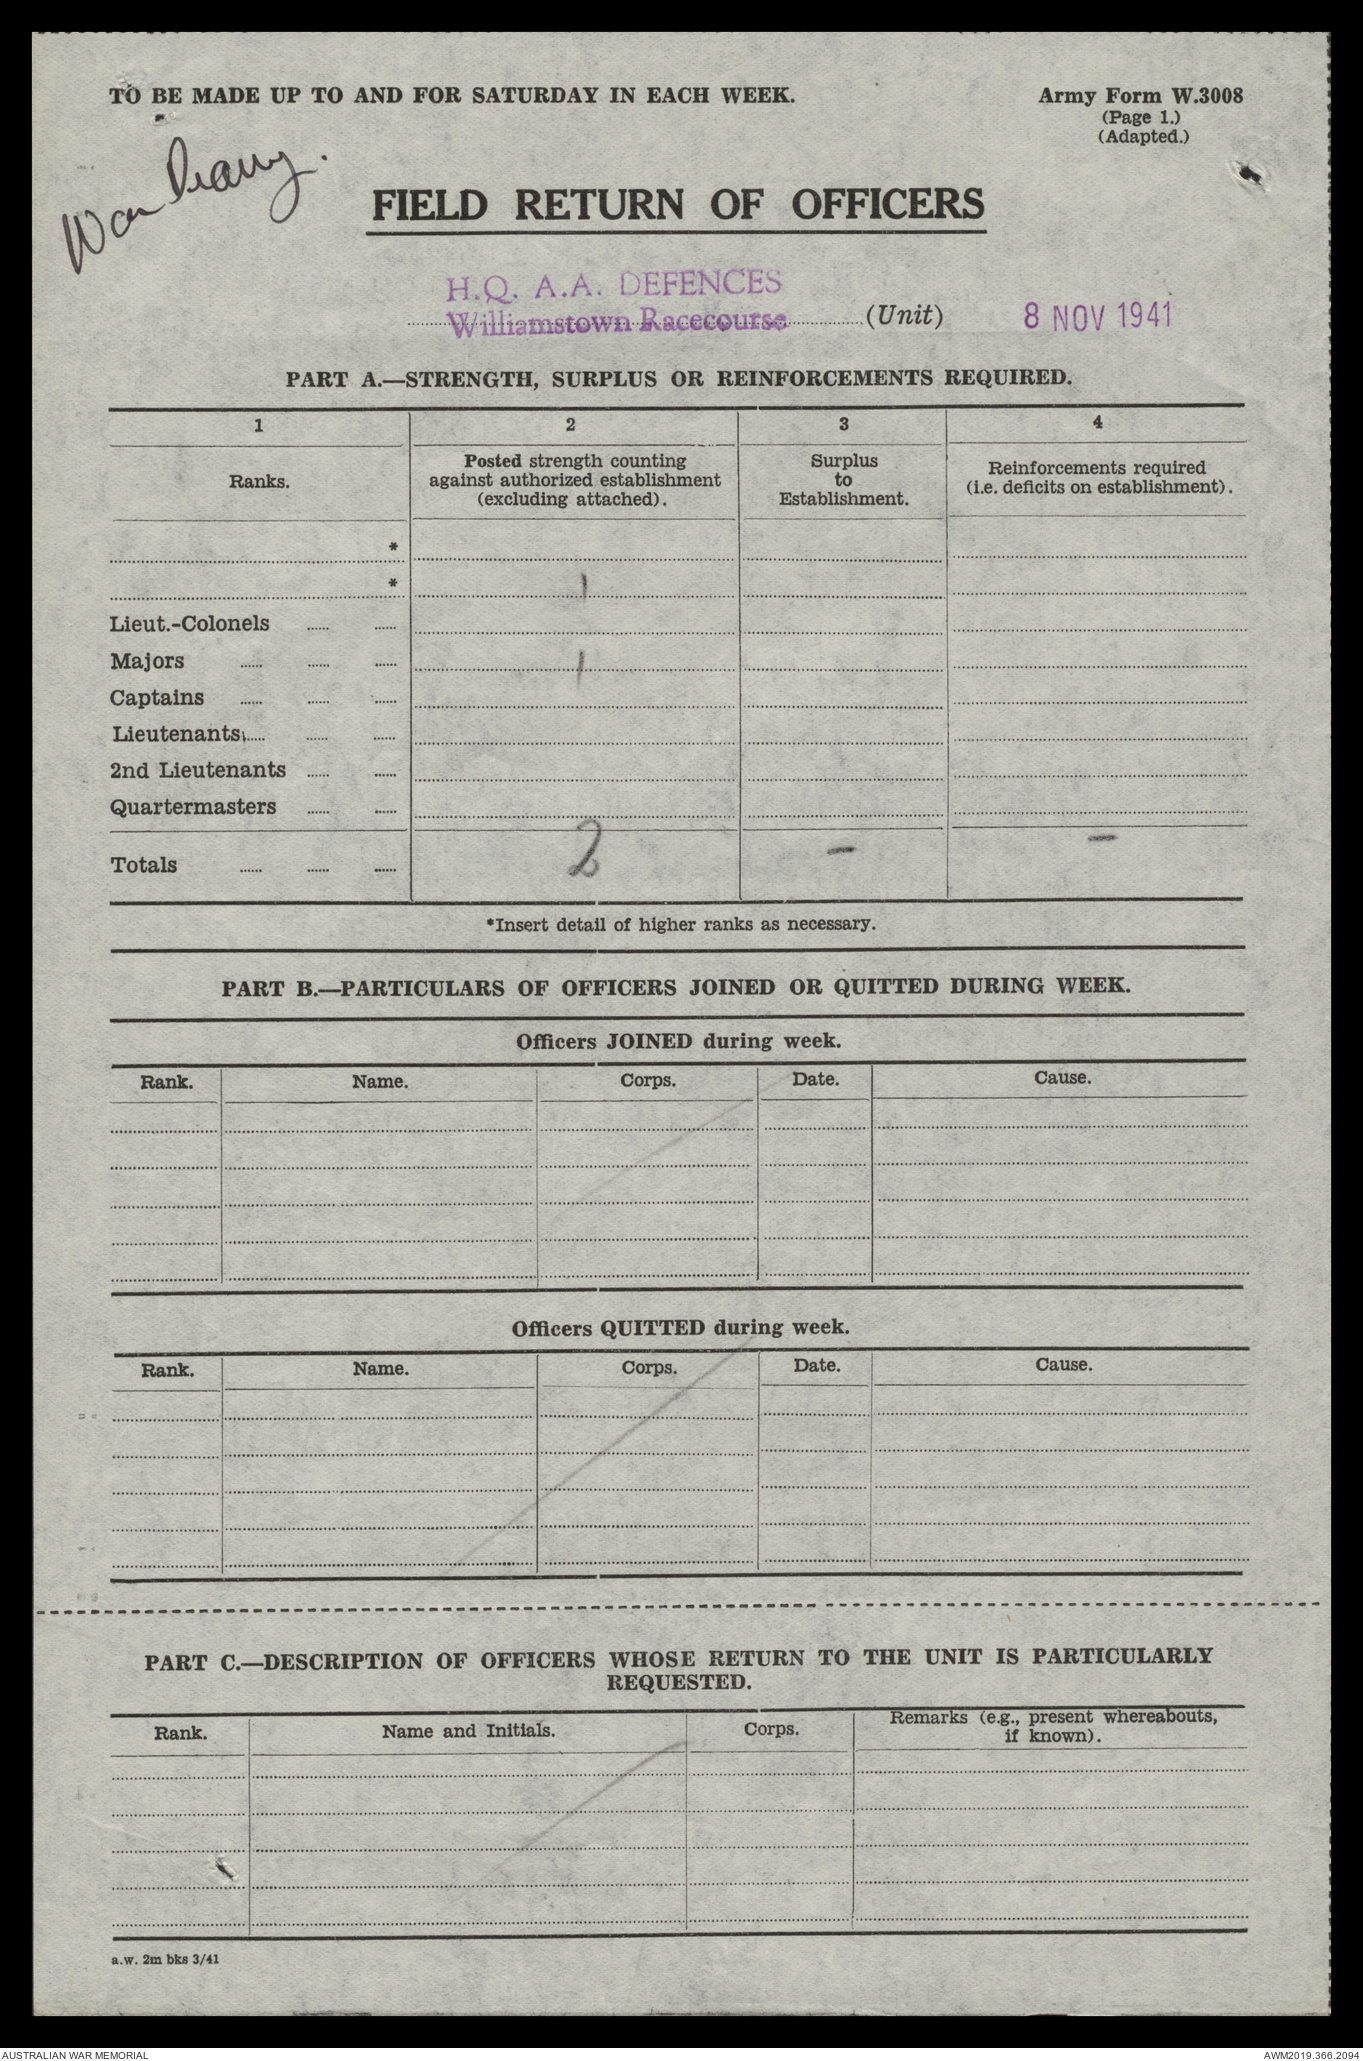 TO BE MADE UP TO AND FOR SATURDAY IN EACH WEEK.
Army Form W.3008
(Page 1.)
(Adapted.)
War Diary.
FIELD RETURN OF OFFICERS
H.Q. A.A. DEFENCES
Williamstown Racecourse (Unit) 8 NOV 1941
PART A.—STRENGTH, SURPLUS OR REINFORCEMENTS REQUIRED.
1 2 3 4
Ranks.
Posted strength counting
against authorized establishment
(excluding attached).
Surplus
to
Establishment.
Reinforcements required
(i.e. deficits on establishment).
*
* 1
Lieut.-Colonels
Majors 1
Captains
Lieutenants
2nd Lieutenants
Quartermasters
Totals 2 — —
*Insert detail of higher ranks as necessary.
PART B.—PARTICULARS OF OFFICERS JOINED OR QUITTED DURING WEEK.
Officers JOINED during week.
Rank. Name. Corps. Date. Cause.
Officers QUITTED during week.
Rank. Name. Corps. Date. Cause.
PART C.—DESCRIPTION OF OFFICERS WHOSE RETURN TO THE UNIT IS PARTICULARLY
REQUESTED.
Rank. Name and Initials. Corps. Remarks (e.g., present whereabouts,
if known).
a.w. 2m bks 3/41
AUSTRALIAN WAR MEMORIAL
AWM2019.366.2094